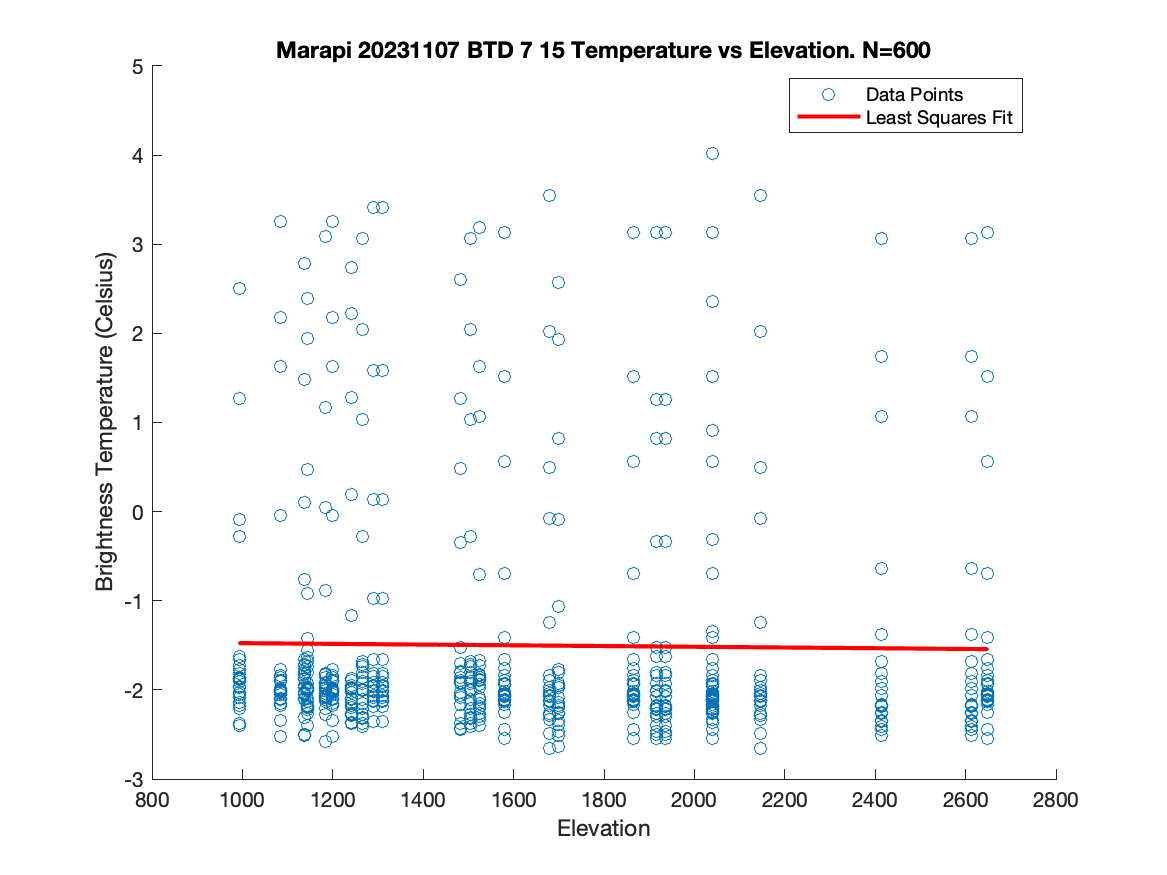 Marapi 20231107 BTD 7 15 Temperature vs Elevation. N=600
Data Points
Least Squares Fit
Brightness Temperature (Celsius)
5
4
3
2
1
0
-1
-2
-3
800 1000 1200 1400 1600 1800 2000 2200 2400 2600 2800
Elevation